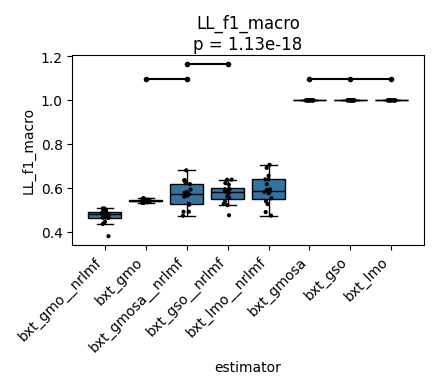 LL_f1_macro
p = 1.13e-18
1.2
1.0
0.8
0.6
0.4
LL_f1_macro
bxt_gmo__nrlmf
bxt_gmo
bxt_gmosa__nrlmf
bxt_gso__nrlmf
bxt_lmo__nrlmf
bxt_gmosa
bxt_gso
bxt_lmo
estimator